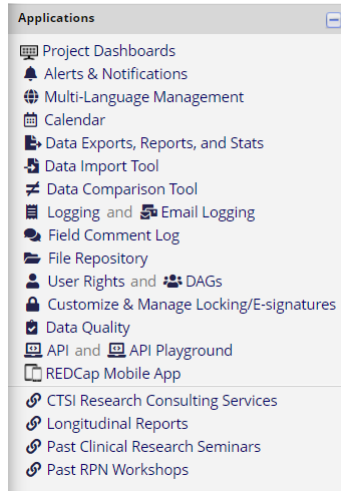 Applications
Project Dashboards
Alerts & Notifications
Multi-Language Management
Calendar
Data Exports, Reports, and Stats
Data Import Tool
Data Comparison Tool
Logging and Email Logging
Field Comment Log
File Repository
User Rights and DAGs
Customize & Manage Locking/E-signatures
Data Quality
API and API Playground
REDCap Mobile App
CTSI Research Consulting Services
Longitudinal Reports
Past Clinical Research Seminars
Past RPN Workshops